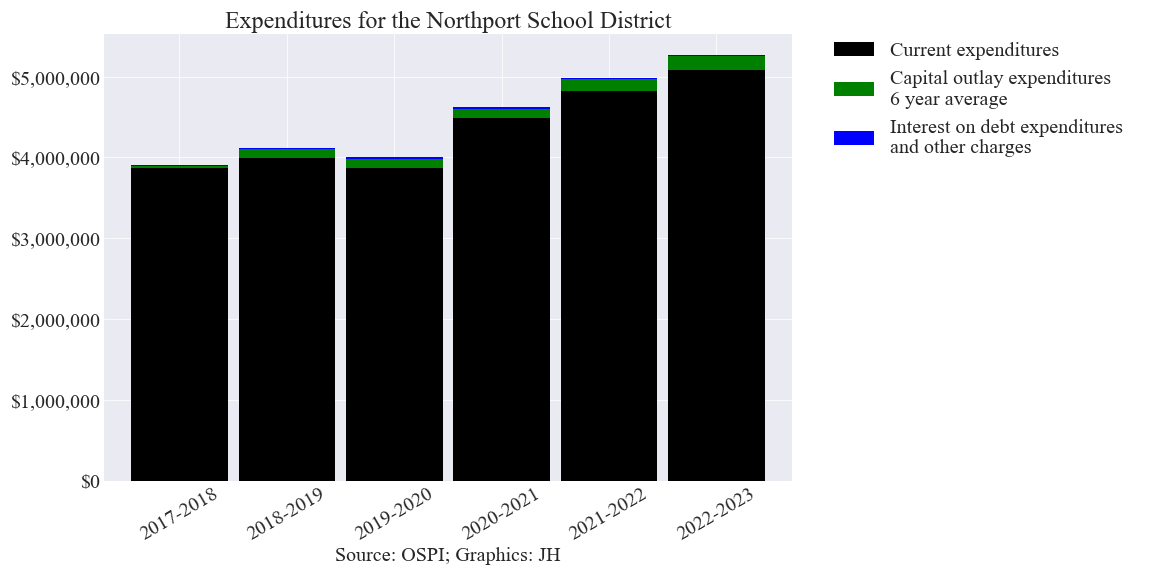 Expenditures for the Northport School District
Current expenditures
Capital outlay expenditures
6 year average
Interest on debt expenditures
and other charges
$5,000,000
$4,000,000
$3,000,000
$2,000,000
$1,000,000
$0
2017-2018
2018-2019
2019-2020
2020-2021
2021-2022
2022-2023
Source: OSPI; Graphics: JH